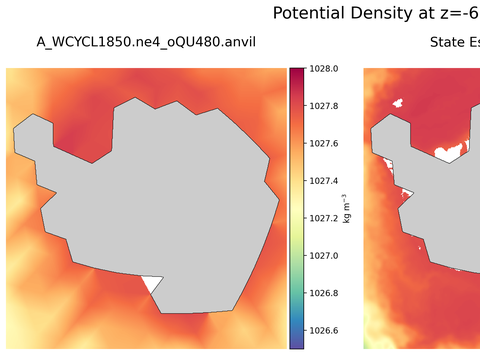 Potential Density at z=-6
A_WCYCL1850.ne4_oQU480.anvil
State Es
1028.0
1027.8
1027.6
1027.4
1027.2
1027.0
1026.8
1026.6
kg m⁻³